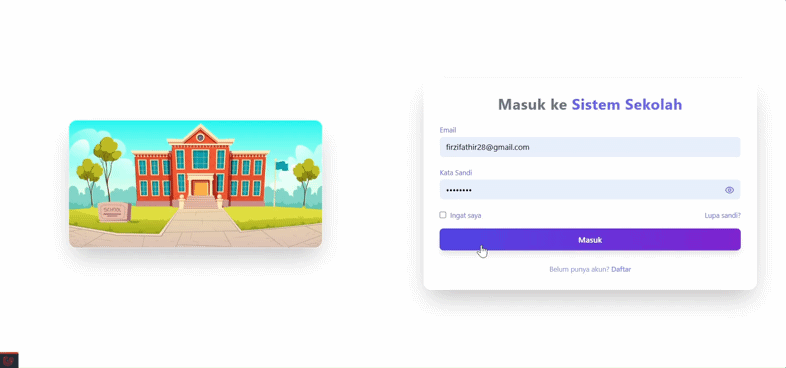 Masuk ke Sistem Sekolah
Email
firzifathir28@gmail.com
Kata Sandi
••••••••
Ingat saya
Lupa sandi?
Masuk
Belum punya akun? Daftar
SCHOOL